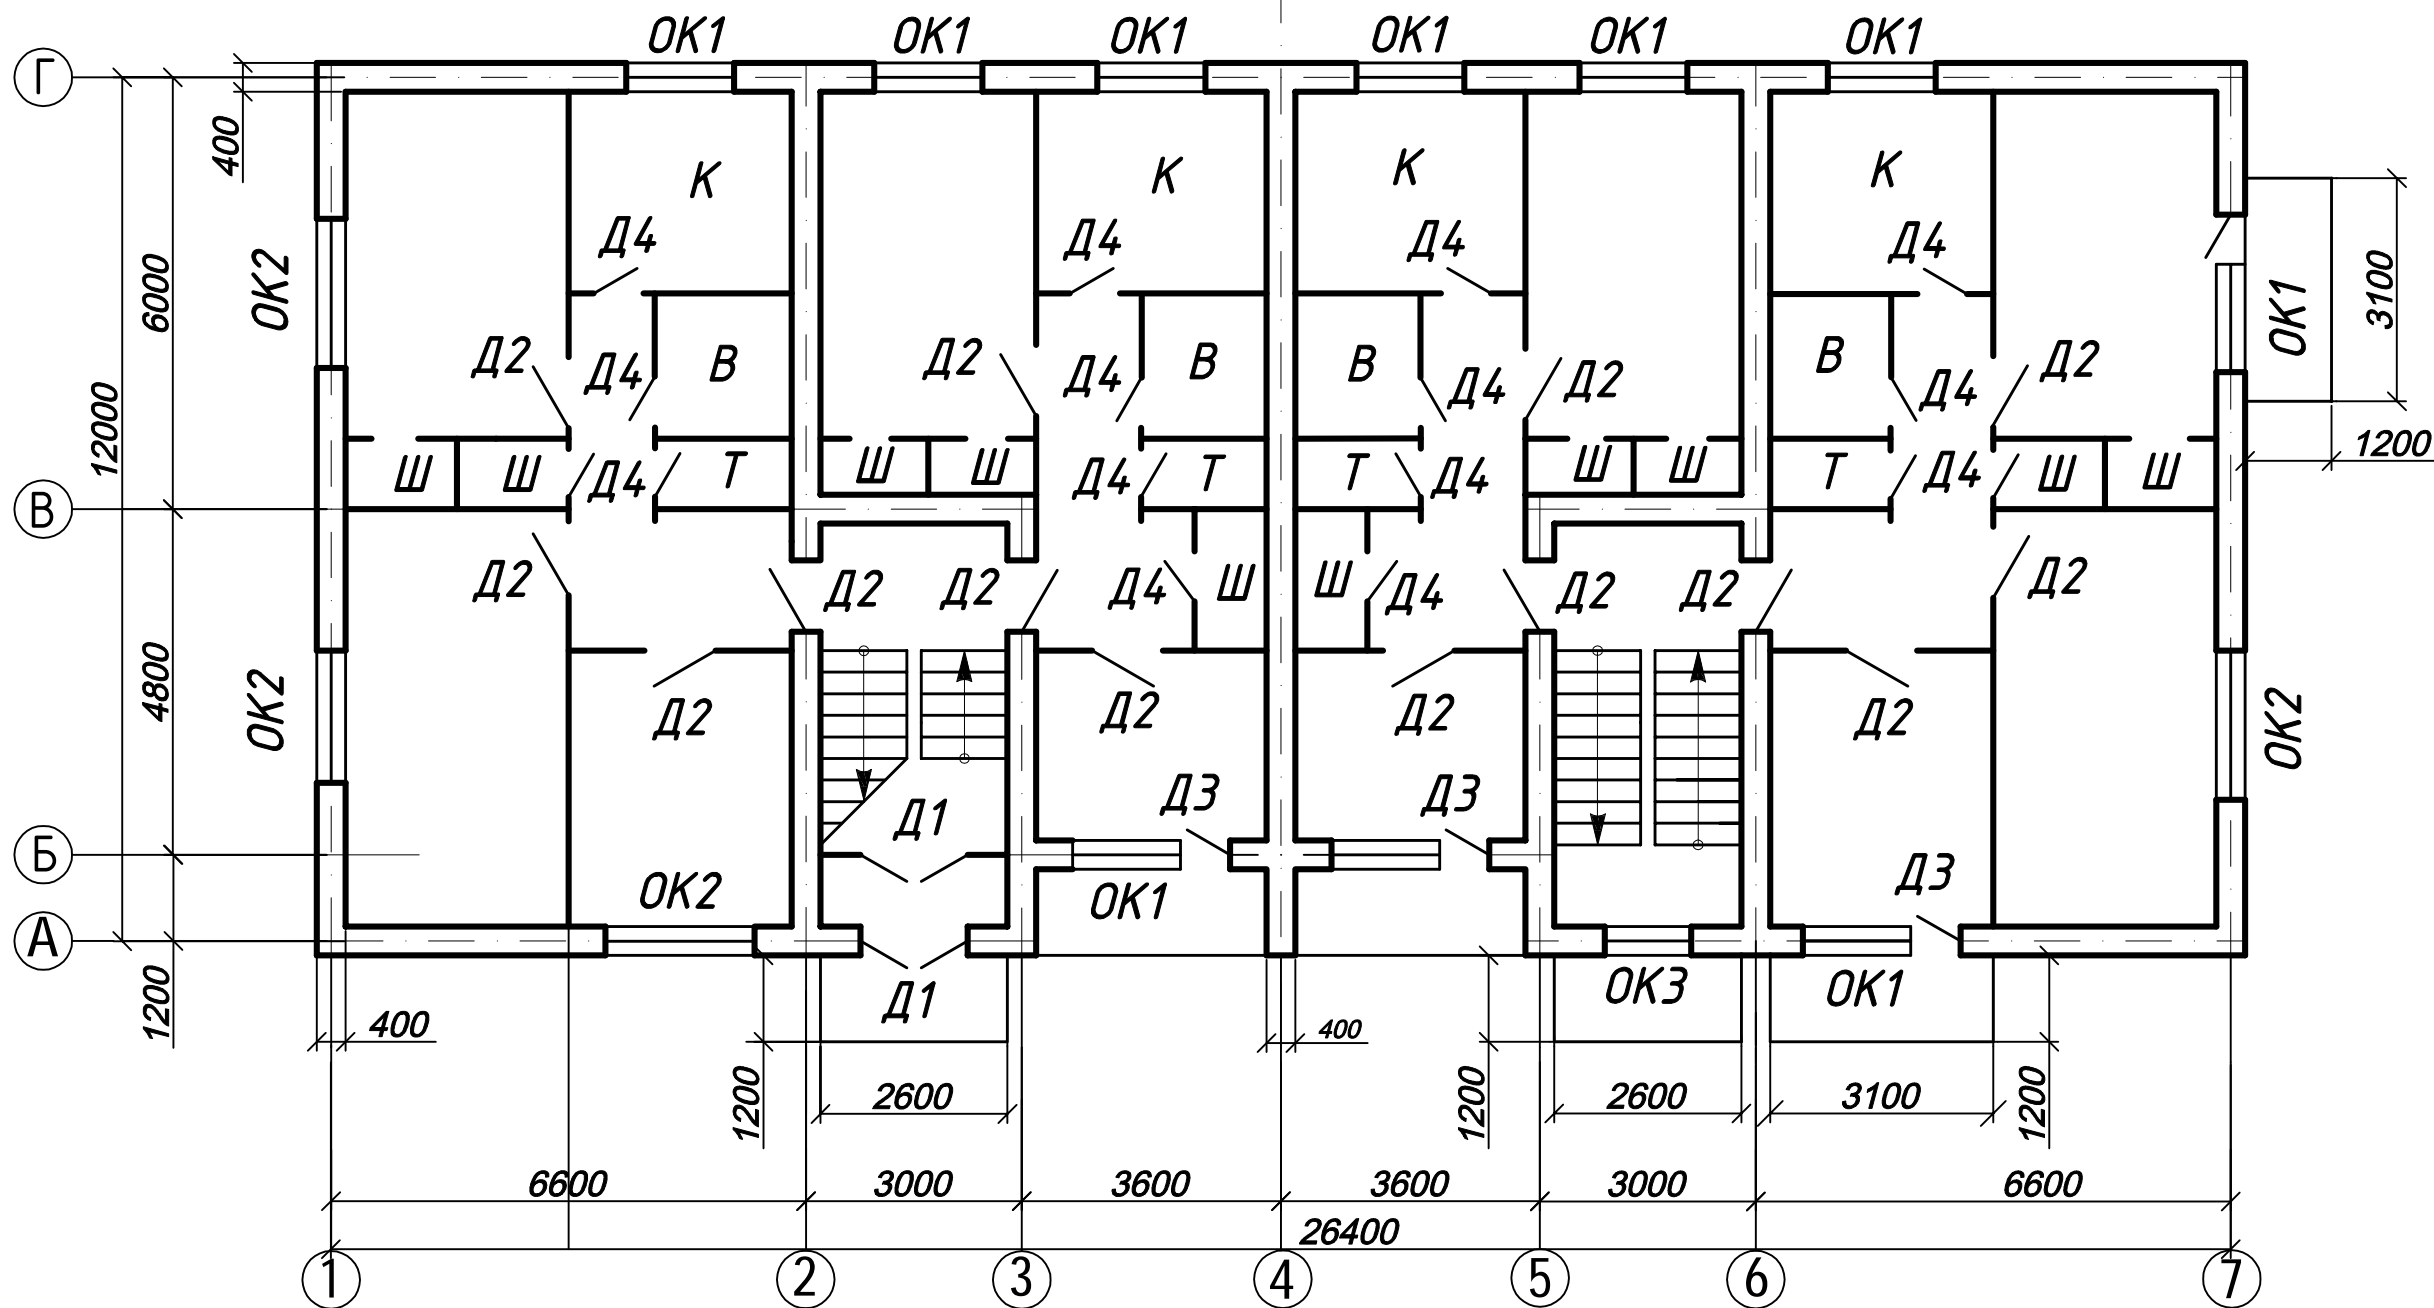 ОК1 ОК1 ОК1 ОК1 ОК1 ОК1
Г
400
К К К К
Д4 Д4 Д4 Д4
ОК2 6000 ОК1 3100
Д2 Д4 В Д2 Д4 В В Д4 Д2 В Д4 Д2
12000
1200
Ш Ш Д4 Т Ш Ш Д4 Т Т Д4 Ш Ш Т Д4 Ш Ш
В
Д2 Д2 Д2 Д4 Ш Ш Д4 Д2 Д2 Д2
4800 ОК2 Д2 Д2 Д2 Д2 ОК2
Д1 Д3 Д3
Б
ОК2 ОК1 Д3
А
1200 Д1 ОК3 ОК1
400 400
1200 2600 1200 2600 3100 1200
6600 3000 3600 3600 3000 6600
26400
1 2 3 4 5 6 7